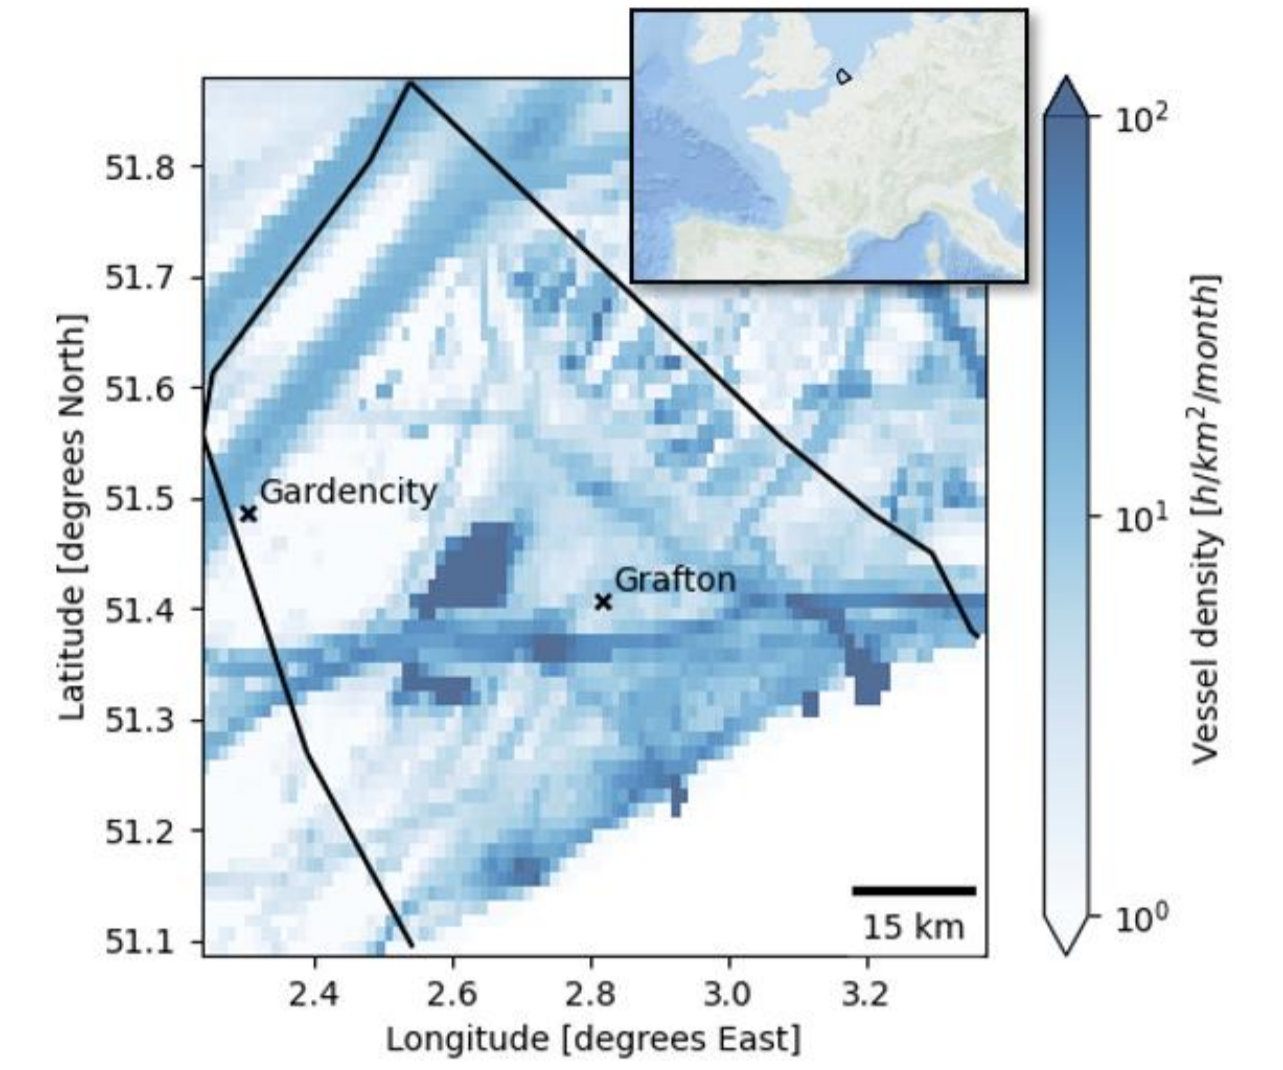 51.8
51.7
51.6
51.5
51.4
51.3
51.2
51.1
Latitude [degrees North]
Gardencity
Grafton
15 km
2.4 2.6 2.8 3.0 3.2
Longitude [degrees East]
10²
10¹
10⁰
Vessel density [h/km²/month]